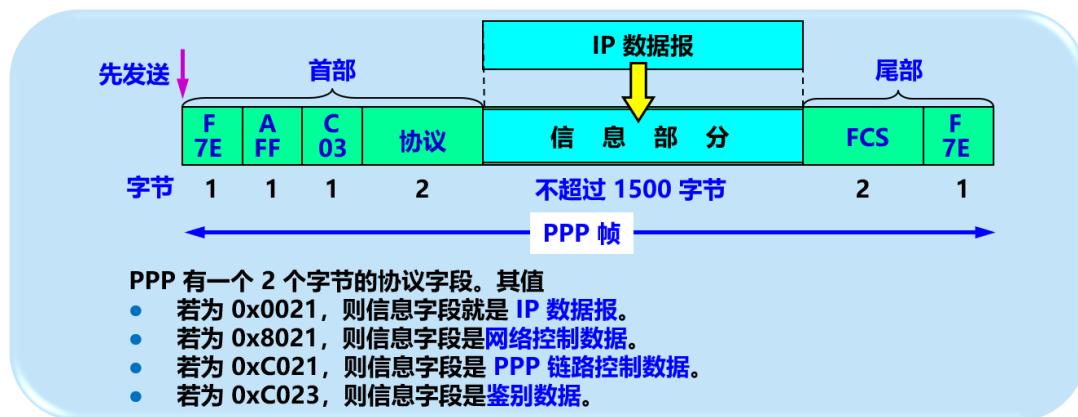 IP 数据报
先发送
首部
尾部
F A C F
7E FF 03 协议 信 息 部 分 FCS 7E
字节 1 1 1 2 不超过 1500 字节 2 1
PPP 帧
PPP 有一个 2 个字节的协议字段。其值
● 若为 0x0021，则信息字段就是 IP 数据报。
● 若为 0x8021，则信息字段是网络控制数据。
● 若为 0xC021，则信息字段是 PPP 链路控制数据。
● 若为 0xC023，则信息字段是鉴别数据。